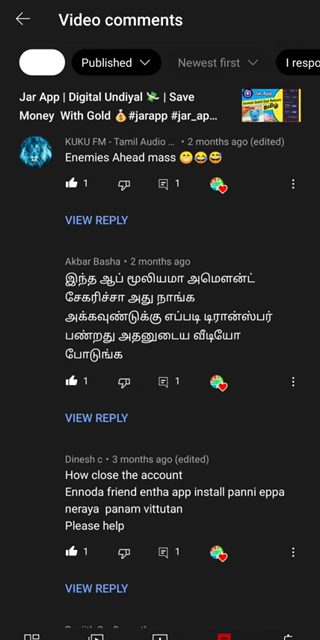 Video comments
Published
Newest first
I respo
Jar App | Digital Undiyal 💸 | Save
Money With Gold 💰#jarapp #jar_ap...
KUKU FM - Tamil Audio ... • 2 months ago (edited)
Enemies Ahead mass 😁😂😅
1
VIEW REPLY
Akbar Basha • 2 months ago
இந்த ஆப் மூலியமா அமௌன்ட்
சேகரிச்சா அது நாங்க
அக்கவுண்டுக்கு எப்படி டிரான்ஸ்பர்
பண்றது அதனுடைய வீடியோ
போடுங்க
1
1
VIEW REPLY
Dinesh c • 3 months ago (edited)
How close the account
Ennoda friend entha app install panni eppa
neraya panam vittutan
Please help
1
1
VIEW REPLY